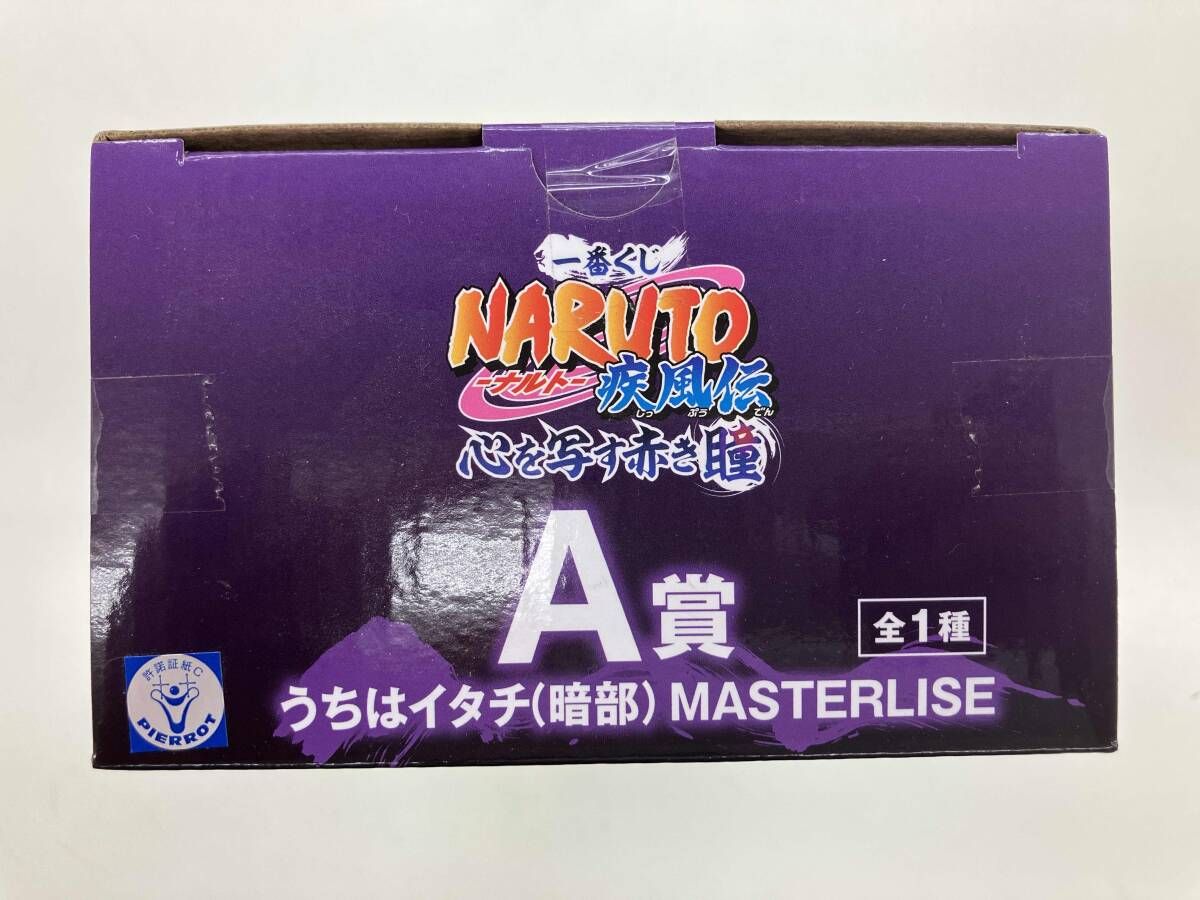 一番くじ
NARUTO
-ナルト-
疾風伝
しっ ぷう でん
心を写す赤き瞳
A賞
全1種
うちはイタチ(暗部) MASTERLISE
許諾証紙C
PIERROT